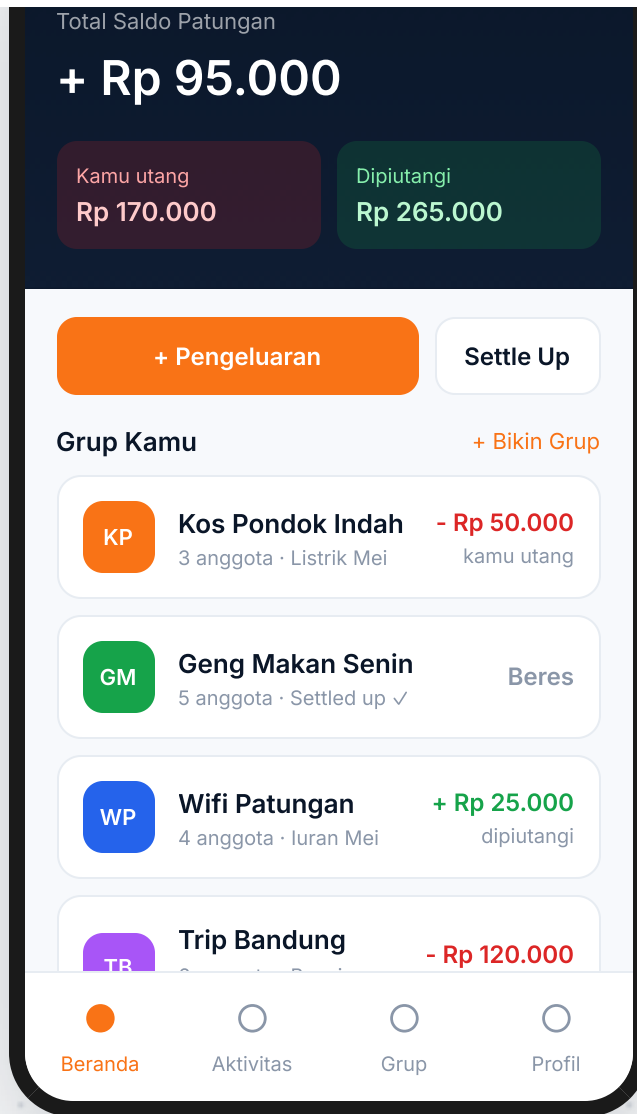 Total Saldo Patungan
+ Rp 95.000
Kamu utang
Rp 170.000
Dipiutangi
Rp 265.000
+ Pengeluaran
Settle Up
Grup Kamu
+ Bikin Grup
KP
Kos Pondok Indah
3 anggota · Listrik Mei
- Rp 50.000
kamu utang
GM
Geng Makan Senin
5 anggota · Settled up ✓
Beres
WP
Wifi Patungan
4 anggota · Iuran Mei
+ Rp 25.000
dipiutangi
TB
Trip Bandung
- Rp 120.000
Beranda
Aktivitas
Grup
Profil